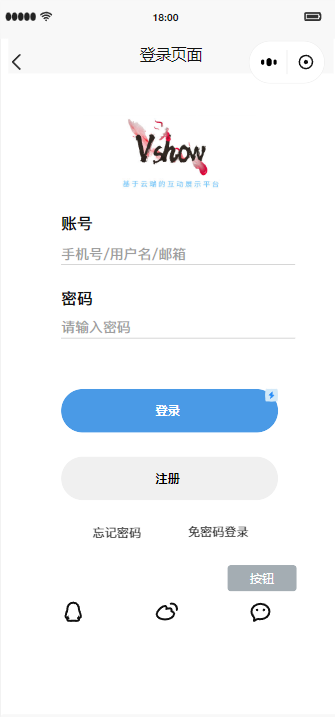 18:00
登录页面
Vshow
基于云端的互动展示平台
账号
手机号/用户名/邮箱
密码
请输入密码
登录
注册
忘记密码 免密码登录
按钮